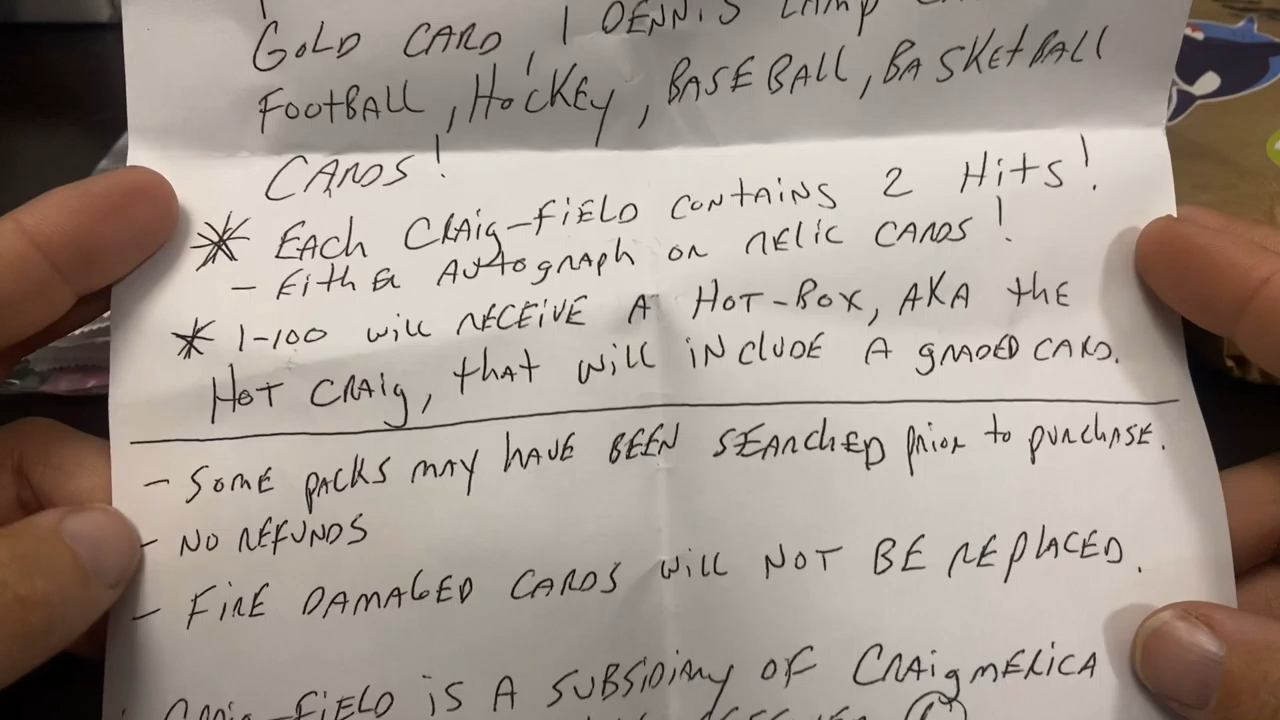 GOLD CARD, 1 DENNIS LAMP
FOOTBALL, HOCKEY, BASEBALL, BASKETBALL
CARDS!
* EACH CRAIG-FIELD CONTAINS 2 HITS!
- EITHER AUTOGRAPH OR RELIC CARDS!
* 1-100 WILL RECEIVE A HOT-BOX, AKA THE
HOT CRAIG, THAT WILL INCLUDE A GRADED CARD.
- SOME PACKS MAY HAVE BEEN SEARCHED PRIOR TO PURCHASE.
- NO REFUNDS
- FIRE DAMAGED CARDS WILL NOT BE REPLACED.
CRAIG-FIELD IS A SUBSIDIARY OF CRAIGMERICA